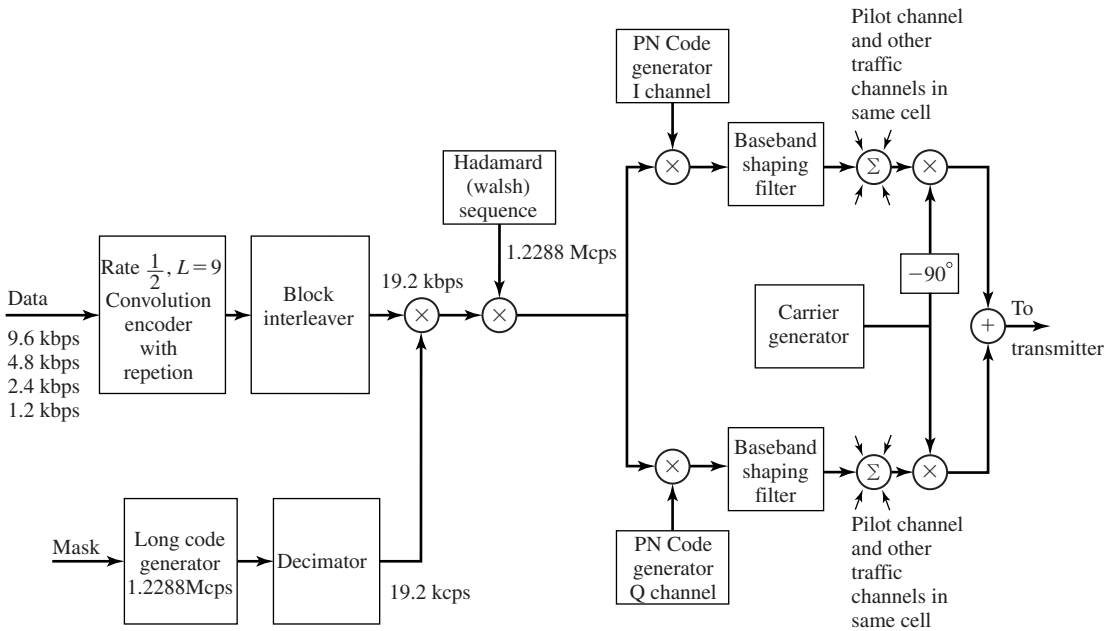 PN Code
generator
I channel
Pilot channel
and other
traffic
channels in
same cell
Hadamard
(walsh)
sequence
×
Baseband
shaping
filter
Σ
×
1.2288 Mcps
Rate 1/2, L=9
Convolution
encoder
with
repetion
Block
interleaver
19.2 kbps
Data
9.6 kbps
4.8 kbps
2.4 kbps
1.2 kbps
×
×
−90°
Carrier
generator
+
To
transmitter
×
Baseband
shaping
filter
Σ
×
Mask
Long code
generator
1.2288Mcps
Decimator
19.2 kcps
PN Code
generator
Q channel
Pilot channel
and other
traffic
channels in
same cell